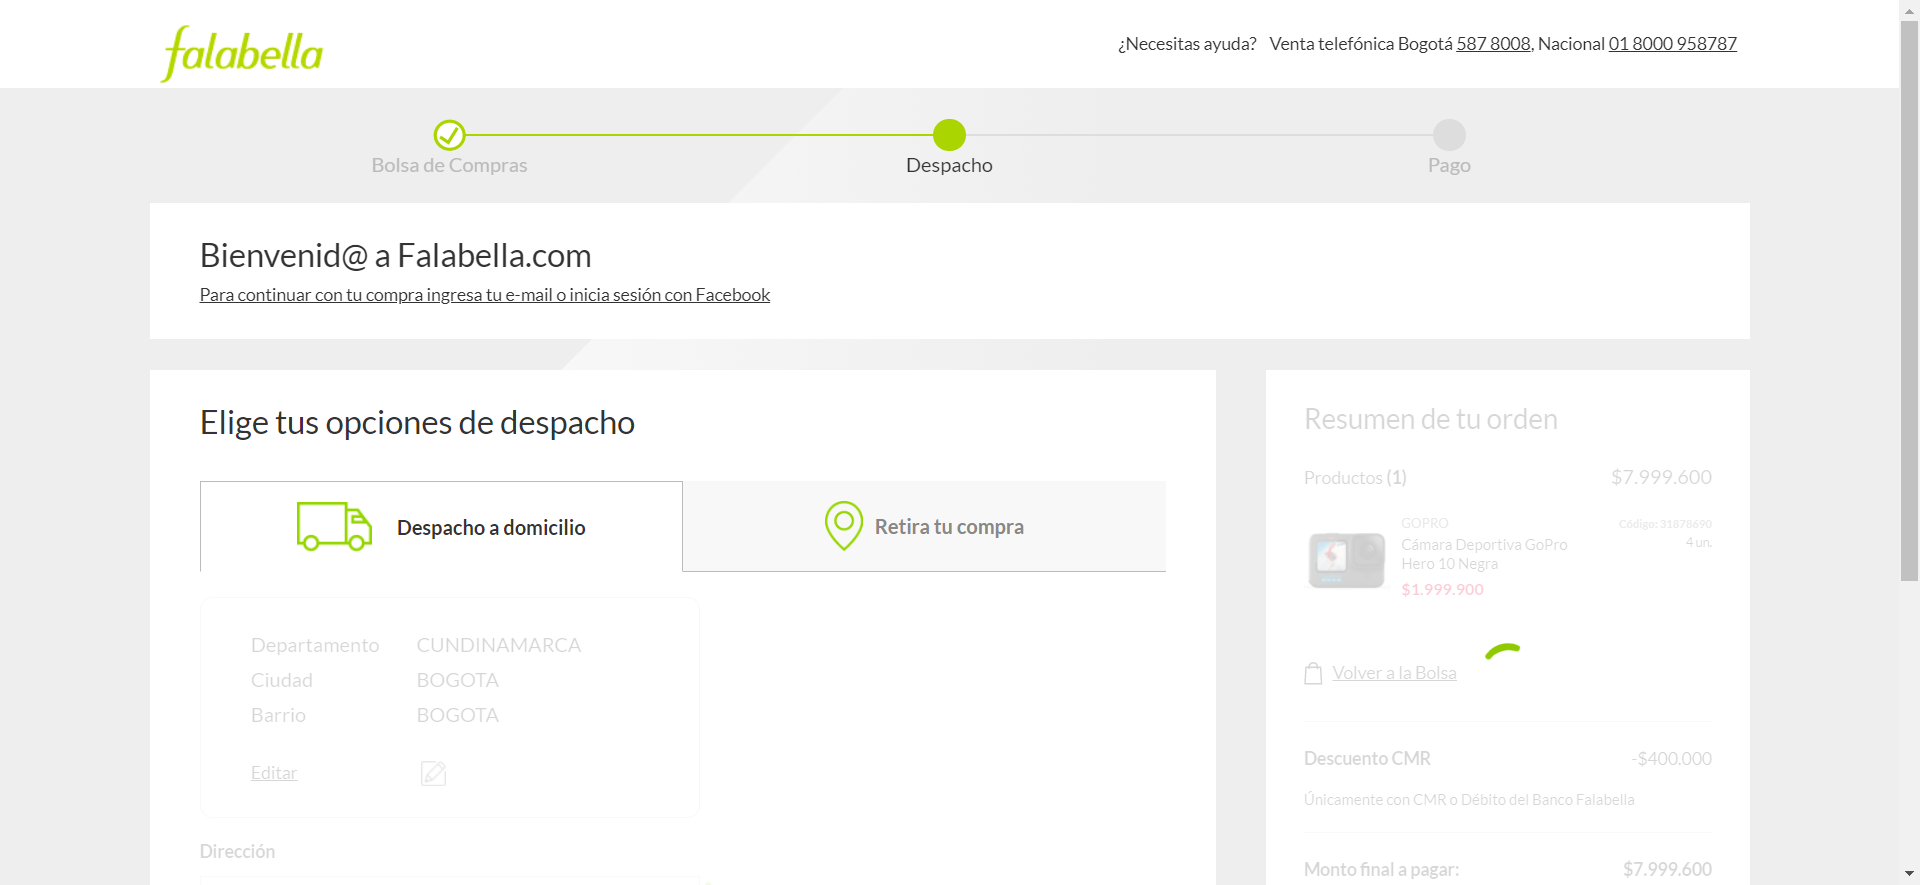 falabella
¿Necesitas ayuda? Venta telefónica Bogotá 587 8008, Nacional 01 8000 958787
Bolsa de Compras
Despacho
Pago
Bienvenid@ a Falabella.com
Para continuar con tu compra ingresa tu e-mail o inicia sesión con Facebook
Elige tus opciones de despacho
Despacho a domicilio
Retira tu compra
Departamento CUNDINAMARCA
Ciudad BOGOTA
Barrio BOGOTA
Editar
Dirección
Resumen de tu orden
Productos (1) $7.999.600
GOPRO Código: 31878690
Cámara Deportiva GoPro 4 un.
Hero 10 Negra
$1.999.900
Volver a la Bolsa
Descuento CMR -$400.000
Únicamente con CMR o Débito del Banco Falabella
Monto final a pagar: $7.999.600